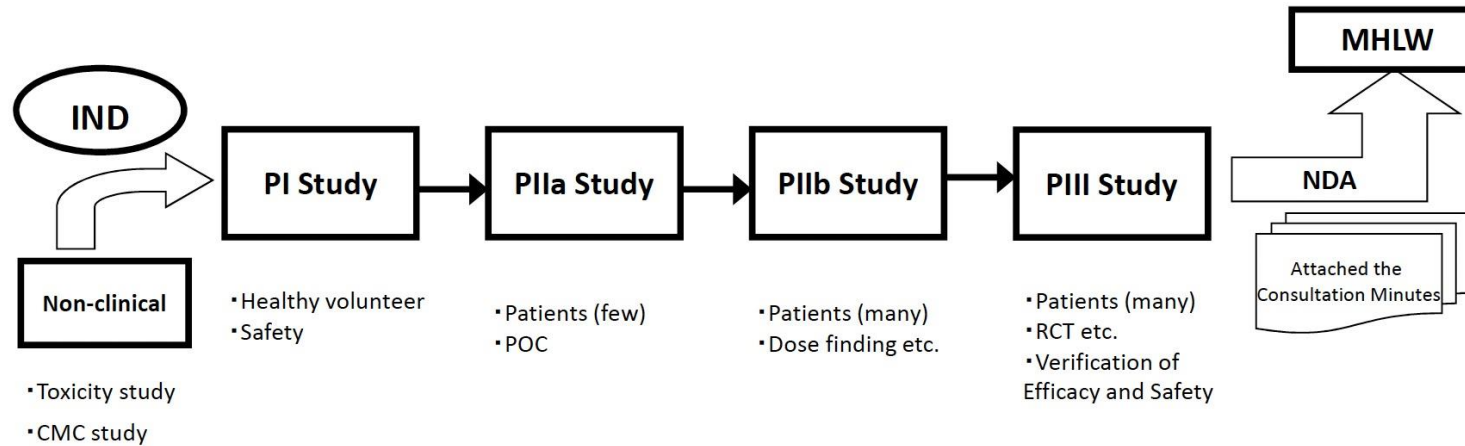 MHLW
IND
PI Study
PIIa Study
PIIb Study
PIII Study
NDA
Non-clinical
Attached the
Consultation Minutes
・Healthy volunteer
・Safety
・Patients (few)
・POC
・Patients (many)
・Dose finding etc.
・Patients (many)
・RCT etc.
・Verification of
Efficacy and Safety
・Toxicity study
・CMC study